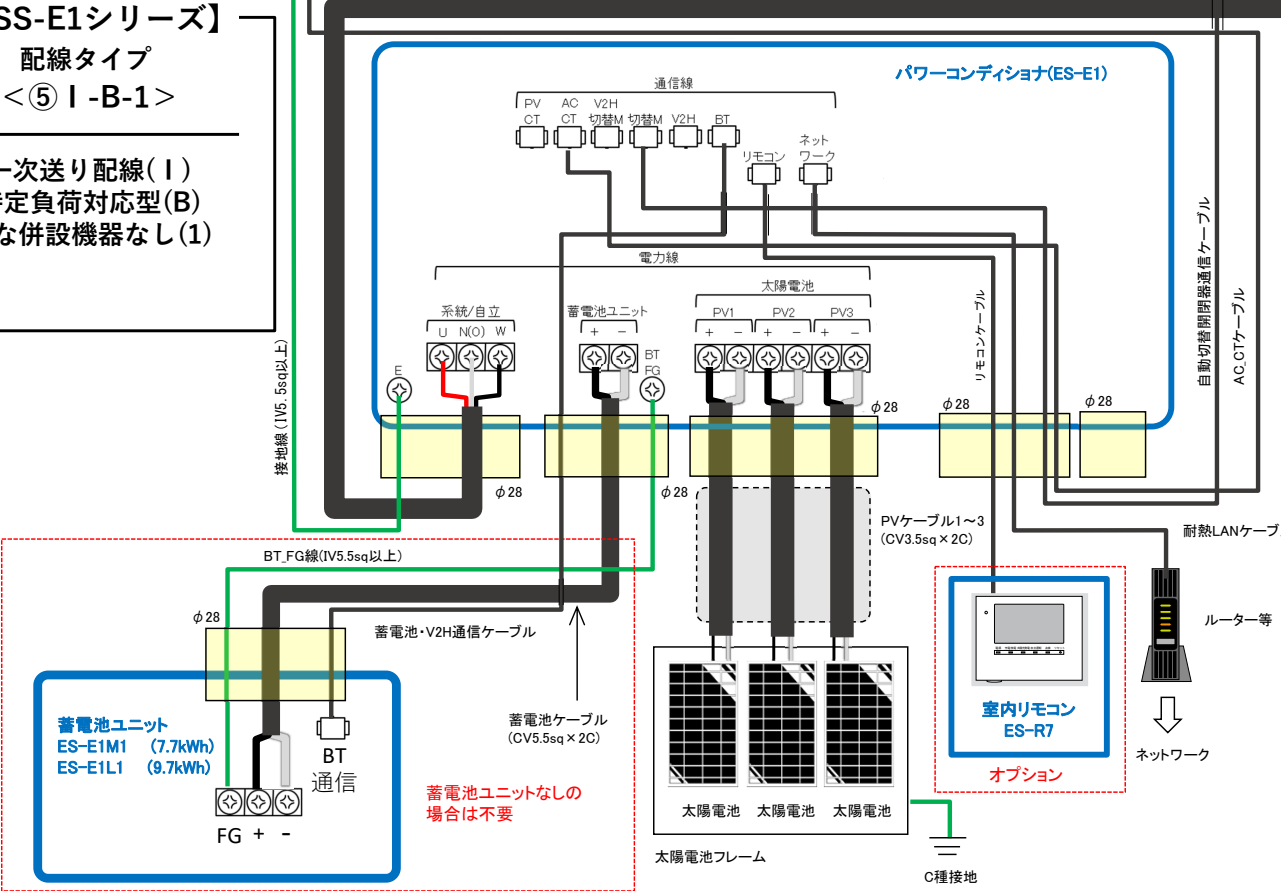 SS-E1シリーズ】
配線タイプ
＜⑤Ⅰ-B-1＞
一次送り配線(Ⅰ)
定負荷対応型(B)
な併設機器なし(1)
パワーコンディショナ(ES-E1)
通信線
PV CT
AC CT
V2H 切替M
切替M
V2H
BT
リモコン
ネットワーク
電力線
系統/自立
U N(O) W
蓄電池ユニット
+ −
太陽電池
PV1 PV2 PV3
+ − + − + −
E
BT FG
φ28
φ28
φ28
φ28
φ28
接地線(IV5.5sq以上)
リモコンケーブル
自動切替開閉器通信ケーブル
AC_CTケーブル
BT_FG線(IV5.5sq以上)
PVケーブル1～3
(CV3.5sq×2C)
耐熱LANケーブ
φ28
蓄電池・V2H通信ケーブル
蓄電池ケーブル
(CV5.5sq×2C)
蓄電池ユニット
ES-E1M1 (7.7kWh)
ES-E1L1 (9.7kWh)
BT
通信
FG + -
蓄電池ユニットなしの
場合は不要
太陽電池 太陽電池 太陽電池
太陽電池フレーム
C種接地
室内リモコン
ES-R7
オプション
ルーター等
ネットワーク